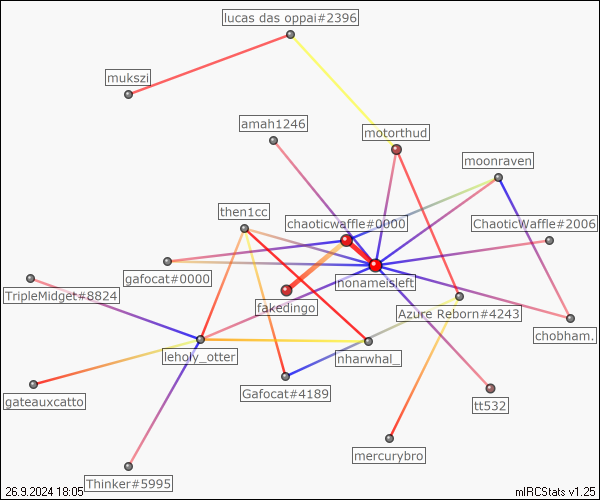 lucas das oppai#2396
mukszi
amah1246
motorthud
moonraven
then1cc
chaoticwaffle#0000
ChaoticWaffle#2006
gafocat#0000
nonameisleft
TripleMidget#8824
fakedingo
Azure Reborn#4243
chobham.
leholy_otter
nharwhal_
Gafocat#4189
gateauxcatto
tt532
mercurybro
Thinker#5995
26.9.2024 18:05
mIRCStats v1.25